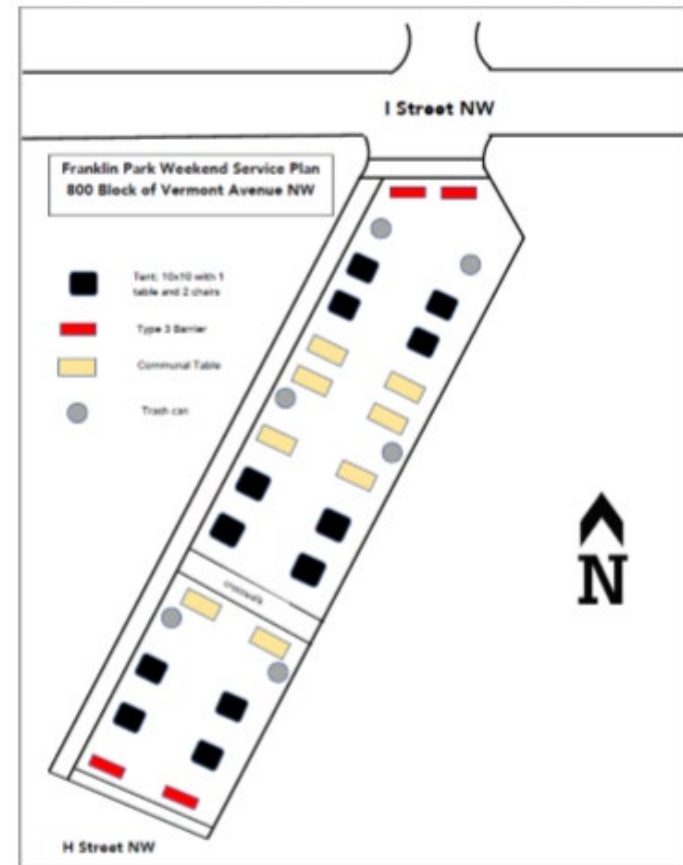 I Street NW
Franklin Park Weekend Service Plan
800 Block of Vermont Avenue NW
Tent: 10x10 with 1
table and 2 chairs
Type 3 Barrier
Communal Table
Trash can
crosswalk
N
H Street NW